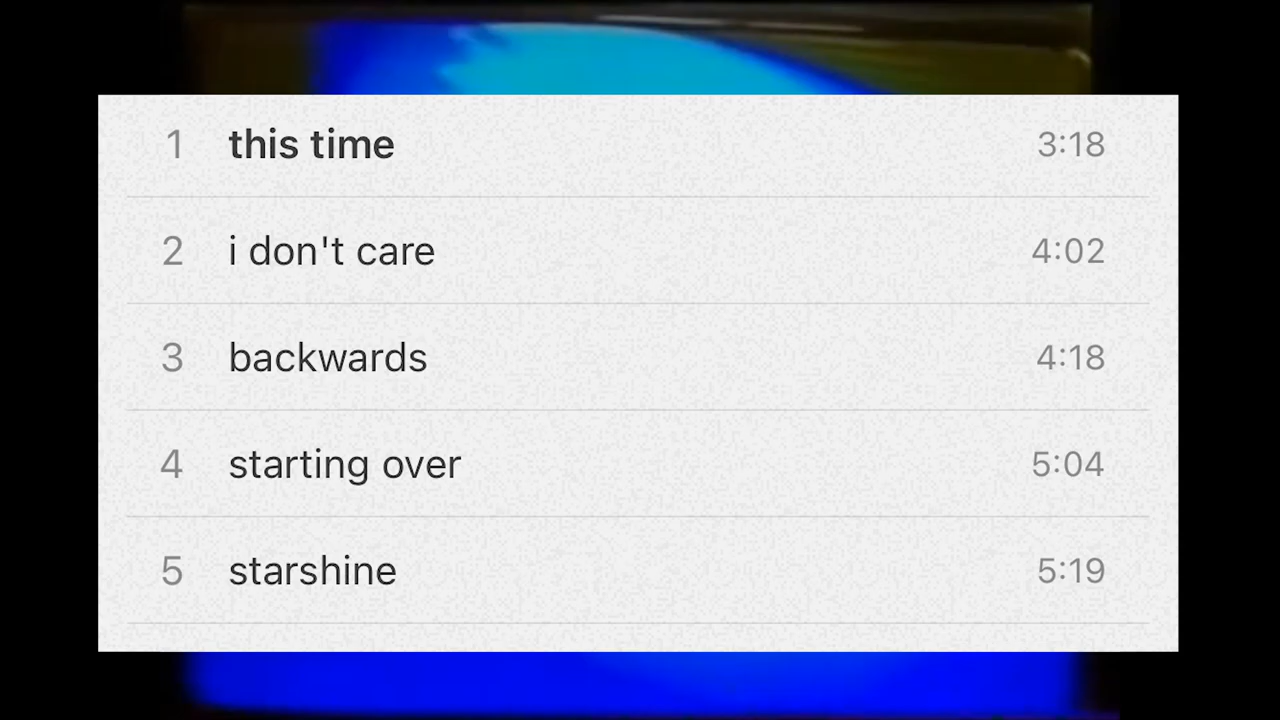 1 this time 3:18
2 i don't care 4:02
3 backwards 4:18
4 starting over 5:04
5 starshine 5:19